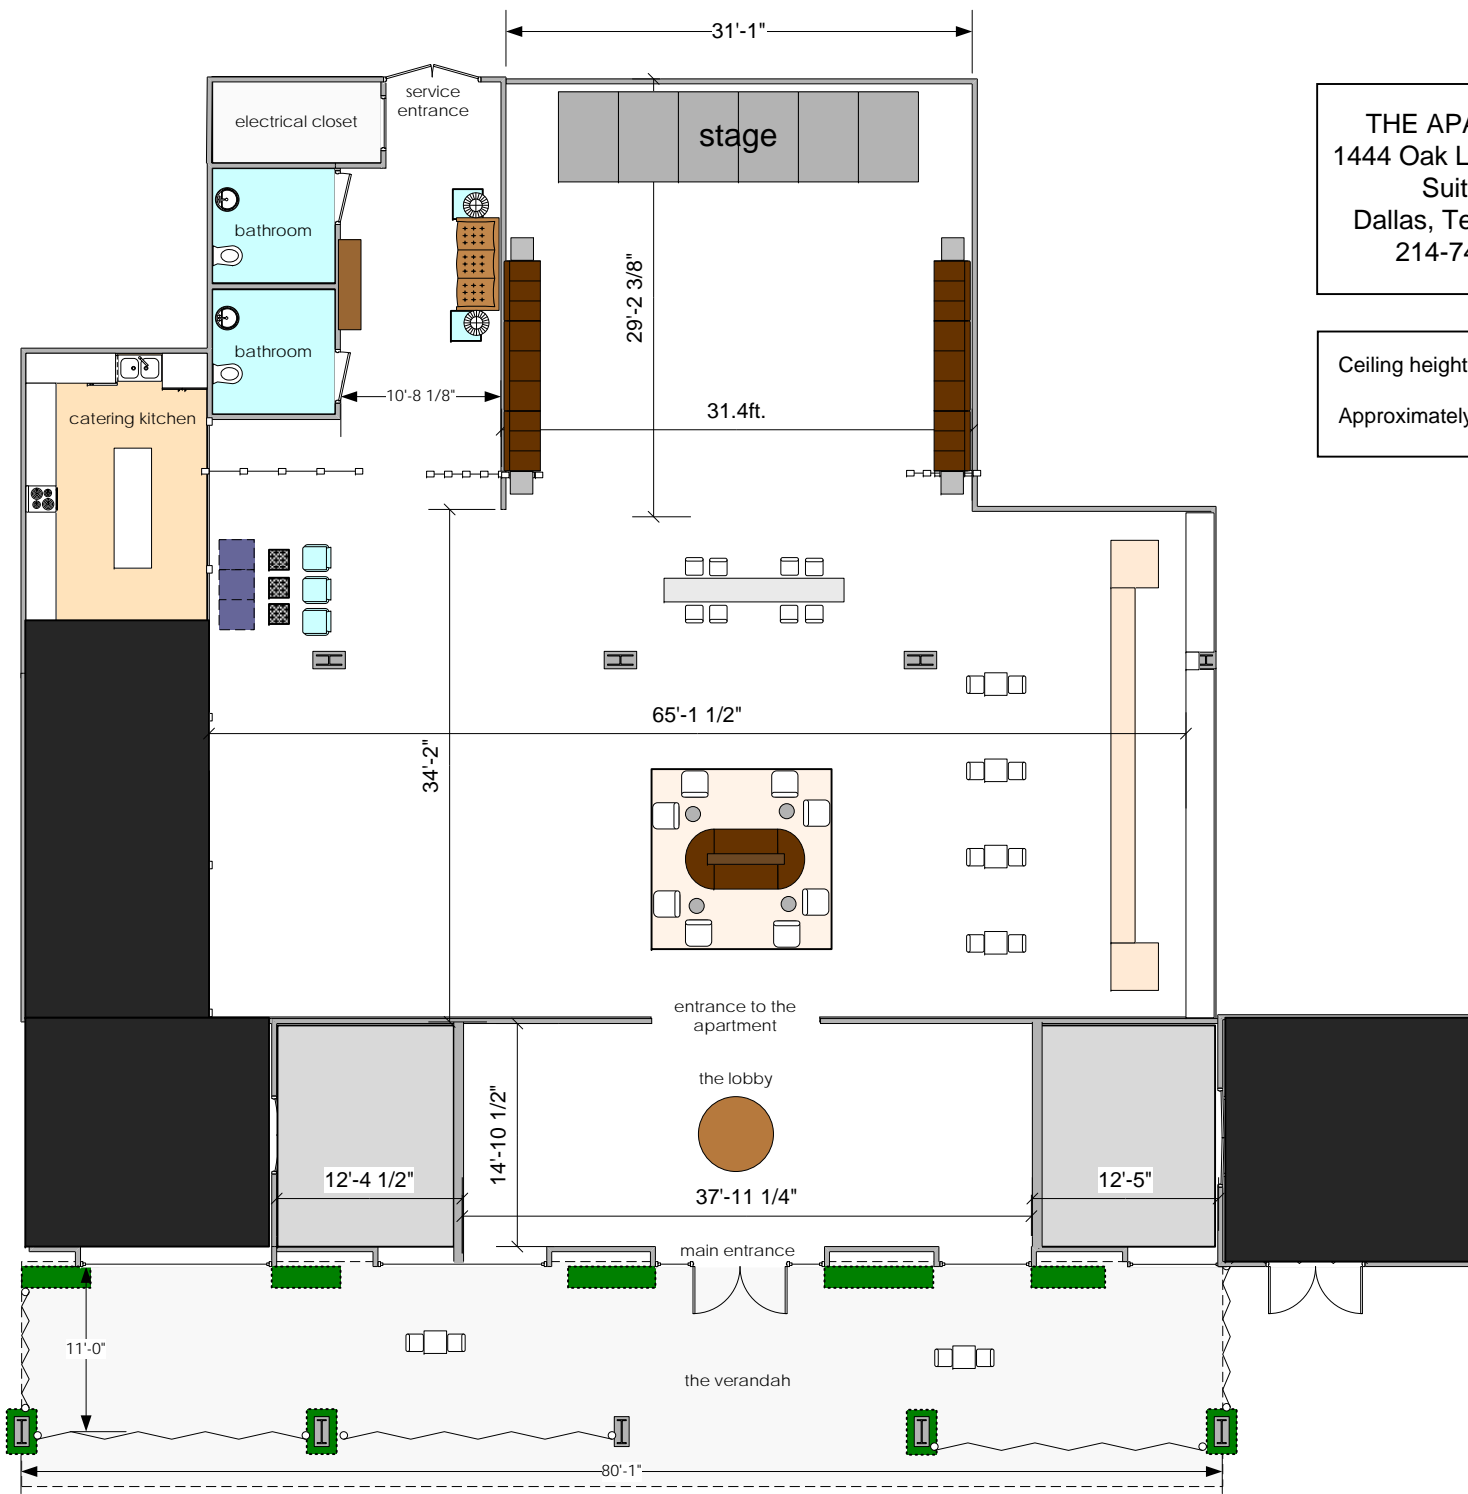 31'-1"
service
entrance
electrical closet
stage
THE APA
1444 Oak L
Suit
Dallas, Te
214-74
bathroom
29'-2 3/8"
bathroom
Ceiling height
10'-8 1/8"
31.4ft.
catering kitchen
Approximately
65'-1 1/2"
34'-2"
entrance to the
apartment
the lobby
14'-10 1/2"
12'-4 1/2"
37'-11 1/4"
12'-5"
main entrance
11'-0"
the verandah
80'-1"